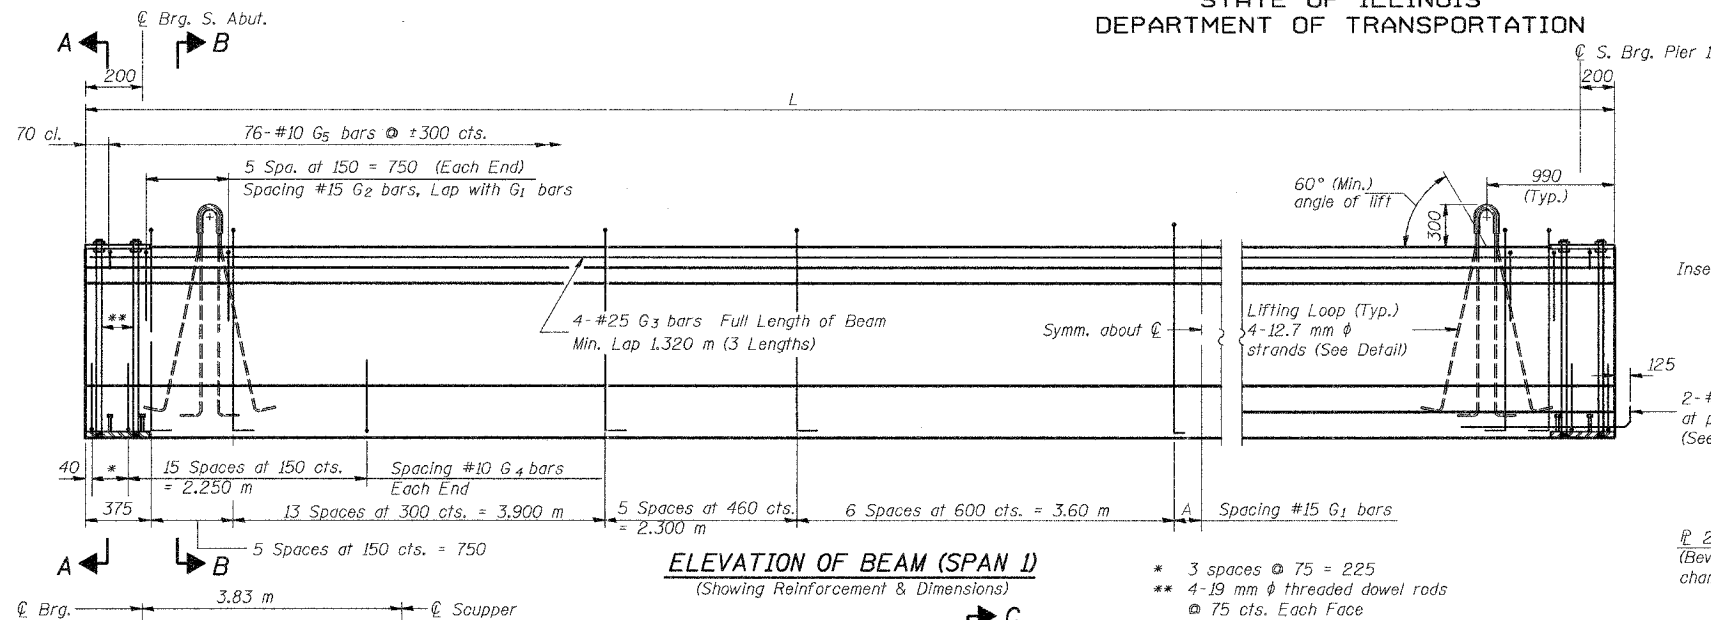 STATE OF ILLINOIS
DEPARTMENT OF TRANSPORTATION
℄ Brg. S. Abut.
A B
℄ S. Brg. Pier 1
200
200
L
70 cl.
76-#10 G5 bars @ ±300 cts.
5 Spa. at 150 = 750 (Each End)
Spacing #15 G2 bars, Lap with G1 bars
60° (Min.)
angle of lift
300
990
(Typ.)
**
4-#25 G3 bars Full Length of Beam
Min. Lap 1.320 m (3 Lengths)
Symm. about ℄
Lifting Loop (Typ.)
4-12.7 mm ϕ
strands (See Detail)
125
2-#
at
(See
40
*
15 Spaces at 150 cts.
= 2.250 m
Spacing #10 G4 bars
Each End
375
13 Spaces at 300 cts. = 3.900 m
5 Spaces at 460 cts.
= 2.300 m
6 Spaces at 600 cts. = 3.60 m
A
Spacing #15 G1 bars
5 Spaces at 150 cts. = 750
A B
ELEVATION OF BEAM (SPAN 1)
(Showing Reinforcement & Dimensions)
* 3 spaces @ 75 = 225
** 4-19 mm ϕ threaded dowel rods
@ 75 cts. Each Face
℄ Brg.
3.83 m
℄ Scupper
C